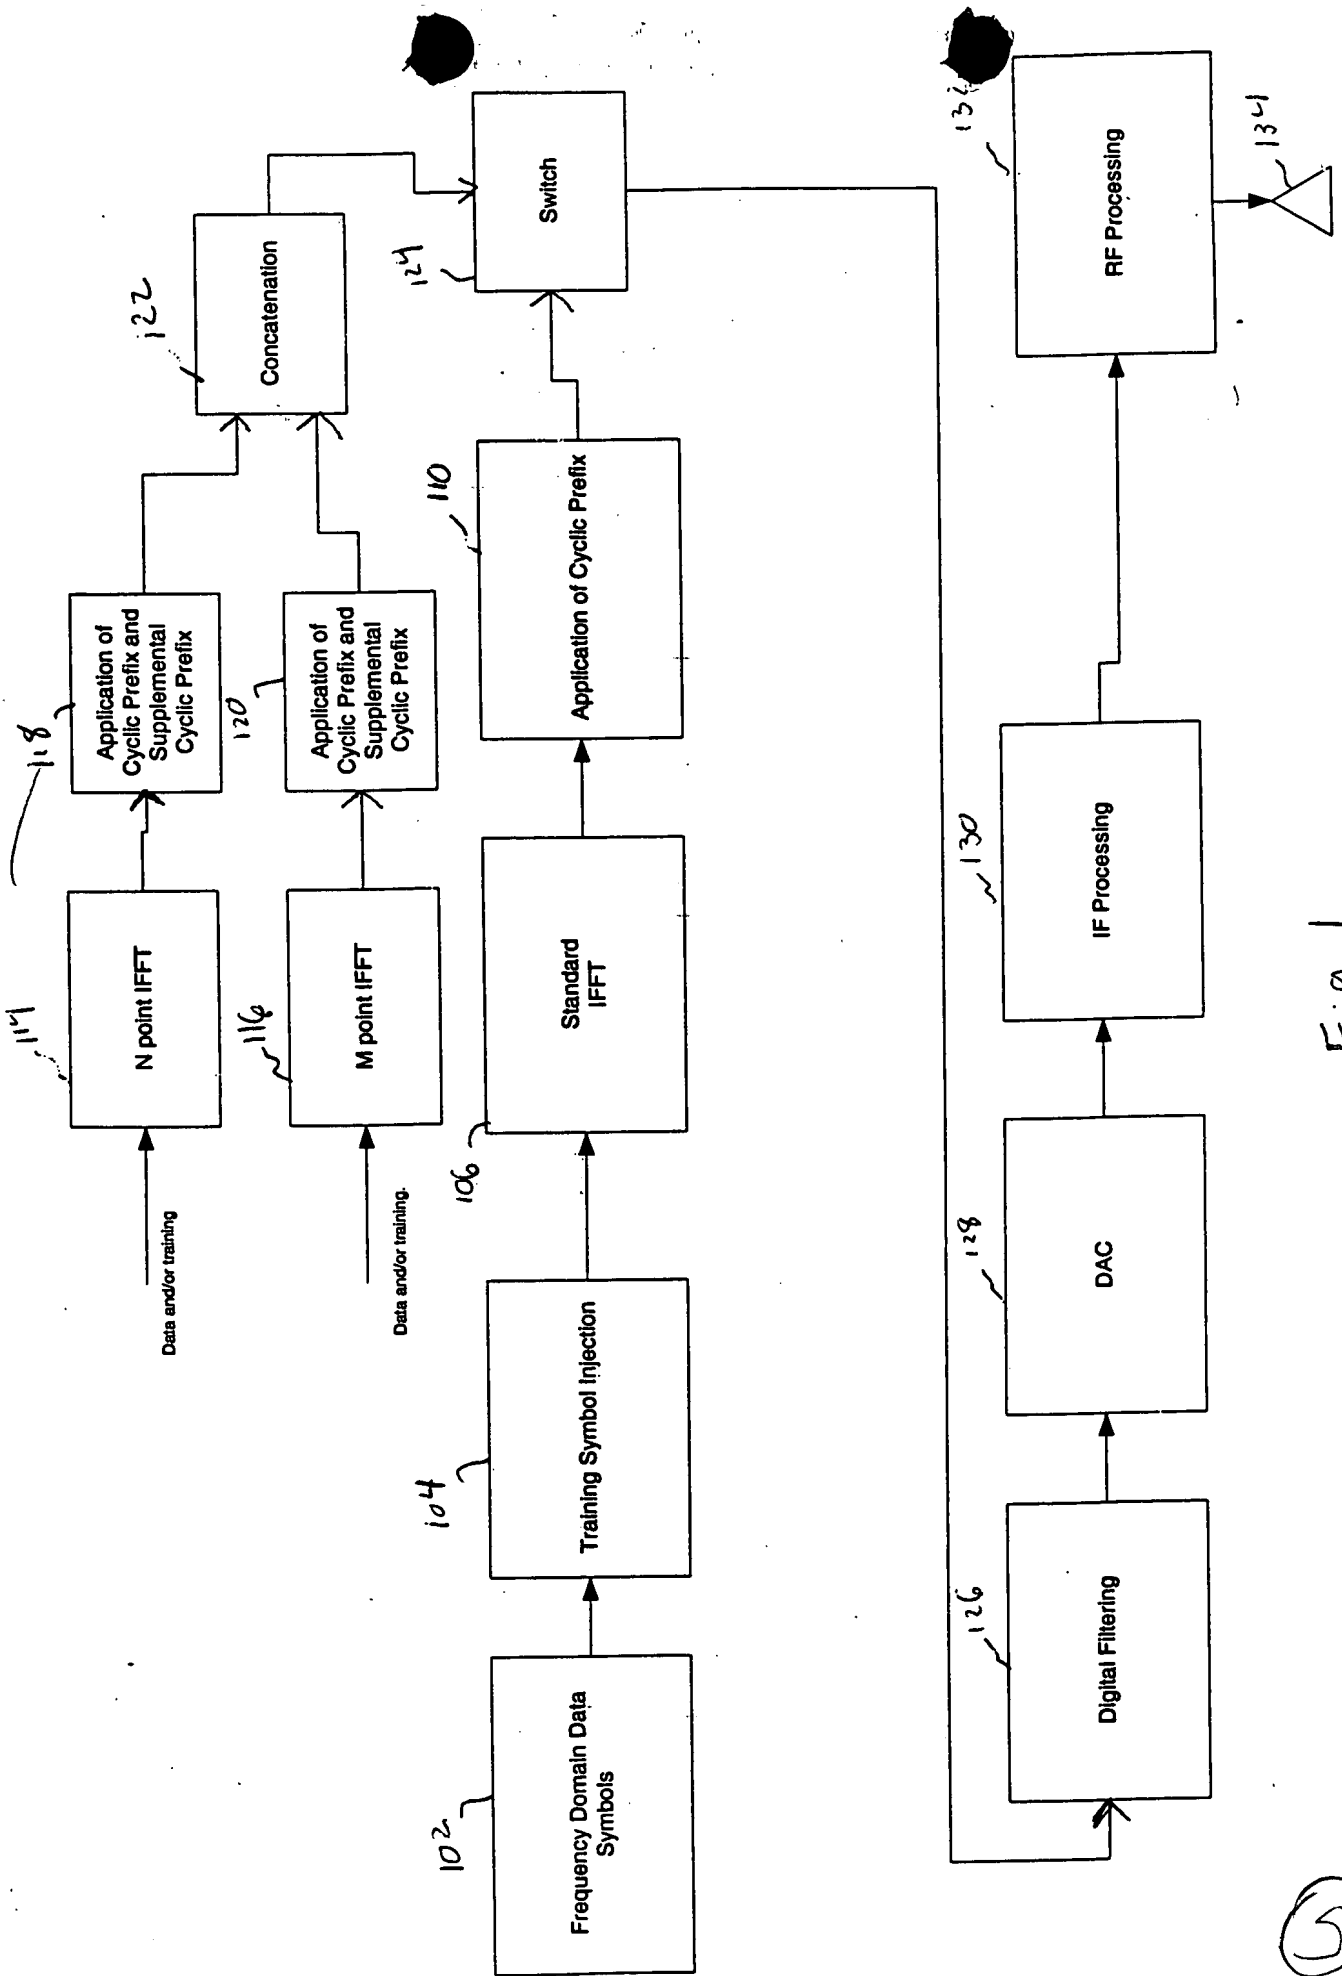 114
118
122
N point IFFT
Application of
Cyclic Prefix and
Supplemental
Cyclic Prefix
Concatenation
Data and/or training
116
120
M point IFFT
Application of
Cyclic Prefix and
Supplemental
Cyclic Prefix
Data and/or training.
102
104
106
110
124
Frequency Domain Data
Symbols
Training Symbol Injection
Standard
IFFT
Application of Cyclic Prefix
Switch
126
128
130
132
Digital Filtering
DAC
IF Processing
RF Processing
134
Fig 1